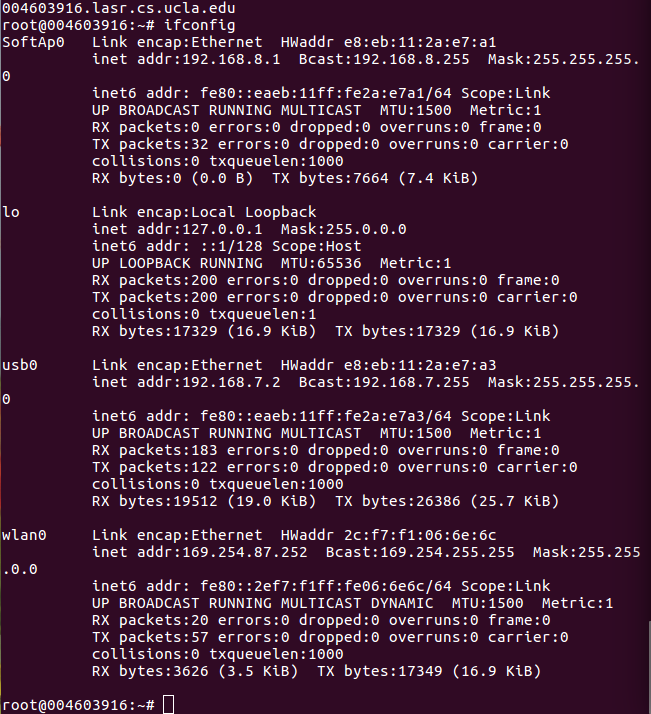 004603916.lasr.cs.ucla.edu
root@004603916:~# ifconfig
SoftAp0   Link encap:Ethernet  HWaddr e8:eb:11:2a:e7:a1
          inet addr:192.168.8.1  Bcast:192.168.8.255  Mask:255.255.255.
0
          inet6 addr: fe80::eaeb:11ff:fe2a:e7a1/64 Scope:Link
          UP BROADCAST RUNNING MULTICAST  MTU:1500  Metric:1
          RX packets:0 errors:0 dropped:0 overruns:0 frame:0
          TX packets:32 errors:0 dropped:0 overruns:0 carrier:0
          collisions:0 txqueuelen:1000
          RX bytes:0 (0.0 B)  TX bytes:7664 (7.4 KiB)

lo        Link encap:Local Loopback
          inet addr:127.0.0.1  Mask:255.0.0.0
          inet6 addr: ::1/128 Scope:Host
          UP LOOPBACK RUNNING  MTU:65536  Metric:1
          RX packets:200 errors:0 dropped:0 overruns:0 frame:0
          TX packets:200 errors:0 dropped:0 overruns:0 carrier:0
          collisions:0 txqueuelen:1
          RX bytes:17329 (16.9 KiB)  TX bytes:17329 (16.9 KiB)

usb0      Link encap:Ethernet  HWaddr e8:eb:11:2a:e7:a3
          inet addr:192.168.7.2  Bcast:192.168.7.255  Mask:255.255.255.
0
          inet6 addr: fe80::eaeb:11ff:fe2a:e7a3/64 Scope:Link
          UP BROADCAST RUNNING MULTICAST  MTU:1500  Metric:1
          RX packets:183 errors:0 dropped:0 overruns:0 frame:0
          TX packets:122 errors:0 dropped:0 overruns:0 carrier:0
          collisions:0 txqueuelen:1000
          RX bytes:19512 (19.0 KiB)  TX bytes:26386 (25.7 KiB)

wlan0     Link encap:Ethernet  HWaddr 2c:f7:f1:06:6e:6c
          inet addr:169.254.87.252  Bcast:169.254.255.255  Mask:255.255
.0.0
          inet6 addr: fe80::2ef7:f1ff:fe06:6e6c/64 Scope:Link
          UP BROADCAST RUNNING MULTICAST DYNAMIC  MTU:1500  Metric:1
          RX packets:20 errors:0 dropped:0 overruns:0 frame:0
          TX packets:57 errors:0 dropped:0 overruns:0 carrier:0
          collisions:0 txqueuelen:1000
          RX bytes:3626 (3.5 KiB)  TX bytes:17349 (16.9 KiB)

root@004603916:~#